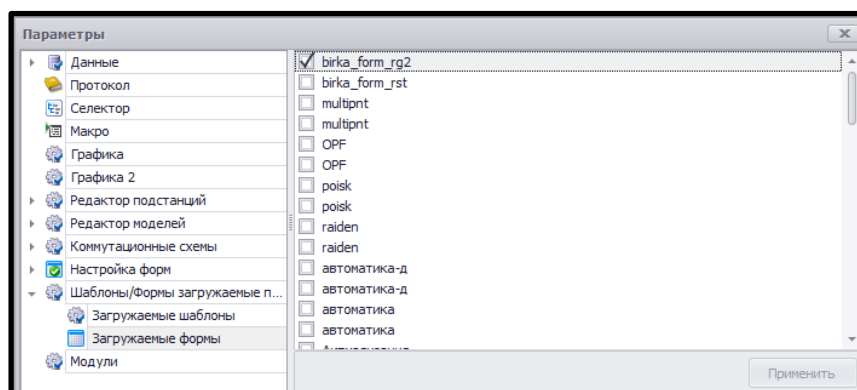 Параметры
Данные
Протокол
Селектор
Макро
Графика
Графика 2
Редактор подстанций
Редактор моделей
Коммутационные схемы
Настройка форм
Шаблоны/Формы загружаемые п...
Загружаемые шаблоны
Загружаемые формы
Модули
birka_form_rg2
birka_form_rst
multipnt
multipnt
OPF
OPF
poisk
poisk
raiden
raiden
автоматика-д
автоматика-д
автоматика
автоматика
Применить